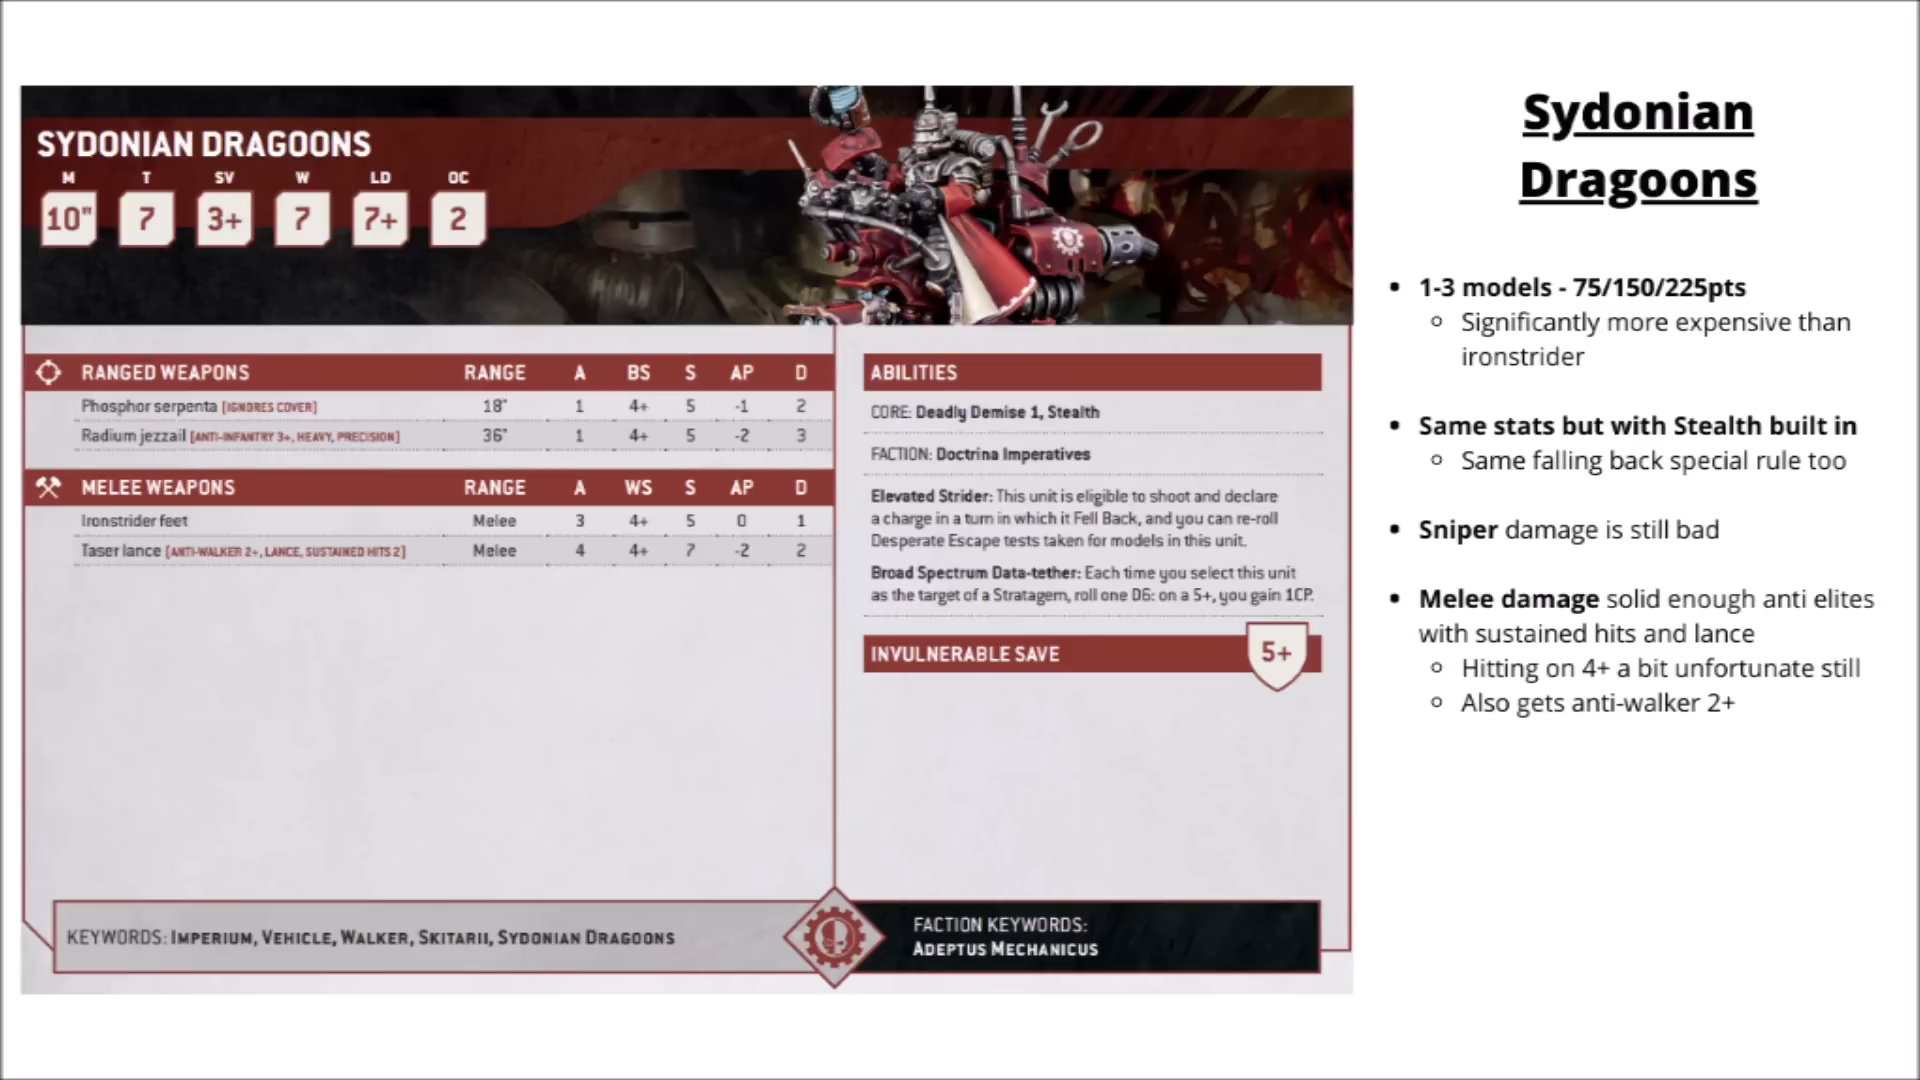 SYDONIAN DRAGOONS
M T SV W LD OC
10" 7 3+ 7 7+ 2
RANGED WEAPONS RANGE A BS S AP D
Phosphor serpenta [IGNORES COVER] 18" 1 4+ 5 -1 2
Radium jezzail [ANTI-INFANTRY 3+, HEAVY, PRECISION] 36" 1 4+ 5 -2 3
MELEE WEAPONS RANGE A WS S AP D
Ironstrider feet Melee 3 4+ 5 0 1
Taser lance [ANTI-WALKER 2+, LANCE, SUSTAINED HITS 2] Melee 4 4+ 7 -2 2
ABILITIES
CORE: Deadly Demise 1, Stealth
FACTION: Doctrina Imperatives
Elevated Strider: This unit is eligible to shoot and declare
a charge in a turn in which it Fell Back, and you can re-roll
Desperate Escape tests taken for models in this unit.
Broad Spectrum Data-tether: Each time you select this unit
as the target of a Stratagem, roll one D6: on a 5+, you gain 1CP.
INVULNERABLE SAVE 5+
KEYWORDS: IMPERIUM, VEHICLE, WALKER, SKITARII, SYDONIAN DRAGOONS
FACTION KEYWORDS:
ADEPTUS MECHANICUS
Sydonian
Dragoons
• 1-3 models - 75/150/225pts
○ Significantly more expensive than
ironstrider
• Same stats but with Stealth built in
○ Same falling back special rule too
• Sniper damage is still bad
• Melee damage solid enough anti elites
with sustained hits and lance
○ Hitting on 4+ a bit unfortunate still
○ Also gets anti-walker 2+